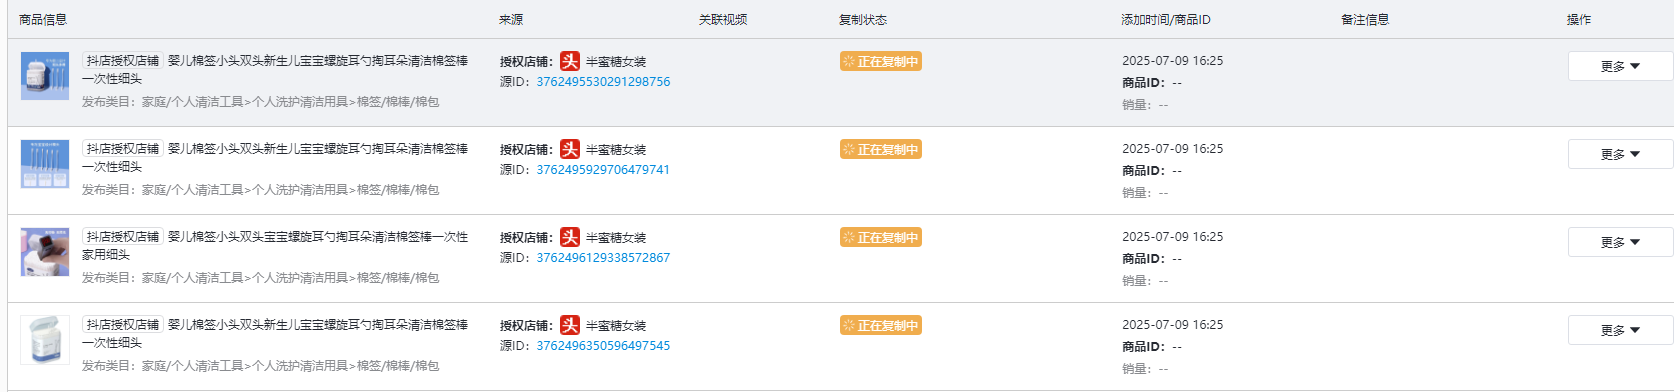 商品信息 来源 关联视频 复制状态 添加时间/商品ID 备注信息 操作
抖店授权店铺 婴儿棉签小头双头新生儿宝宝螺旋耳勺掏耳朵清洁棉签棒
一次性细头
发布类目：家庭/个人清洁工具>个人洗护清洁用具>棉签/棉棒/棉包
授权店铺：头 半蜜糖女装
源ID：3762495530291298756
正在复制中
2025-07-09 16:25
商品ID：--
销量：--
更多
抖店授权店铺 婴儿棉签小头双头新生儿宝宝螺旋耳勺掏耳朵清洁棉签棒
一次性细头
发布类目：家庭/个人清洁工具>个人洗护清洁用具>棉签/棉棒/棉包
授权店铺：头 半蜜糖女装
源ID：3762495929706479741
正在复制中
2025-07-09 16:25
商品ID：--
销量：--
更多
抖店授权店铺 婴儿棉签小头双头宝宝螺旋耳勺掏耳朵清洁棉签棒一次性
家用细头
发布类目：家庭/个人清洁工具>个人洗护清洁用具>棉签/棉棒/棉包
授权店铺：头 半蜜糖女装
源ID：3762496129338572867
正在复制中
2025-07-09 16:25
商品ID：--
销量：--
更多
抖店授权店铺 婴儿棉签小头双头新生儿宝宝螺旋耳勺掏耳朵清洁棉签棒
一次性细头
发布类目：家庭/个人清洁工具>个人洗护清洁用具>棉签/棉棒/棉包
授权店铺：头 半蜜糖女装
源ID：3762496350596497545
正在复制中
2025-07-09 16:25
商品ID：--
销量：--
更多